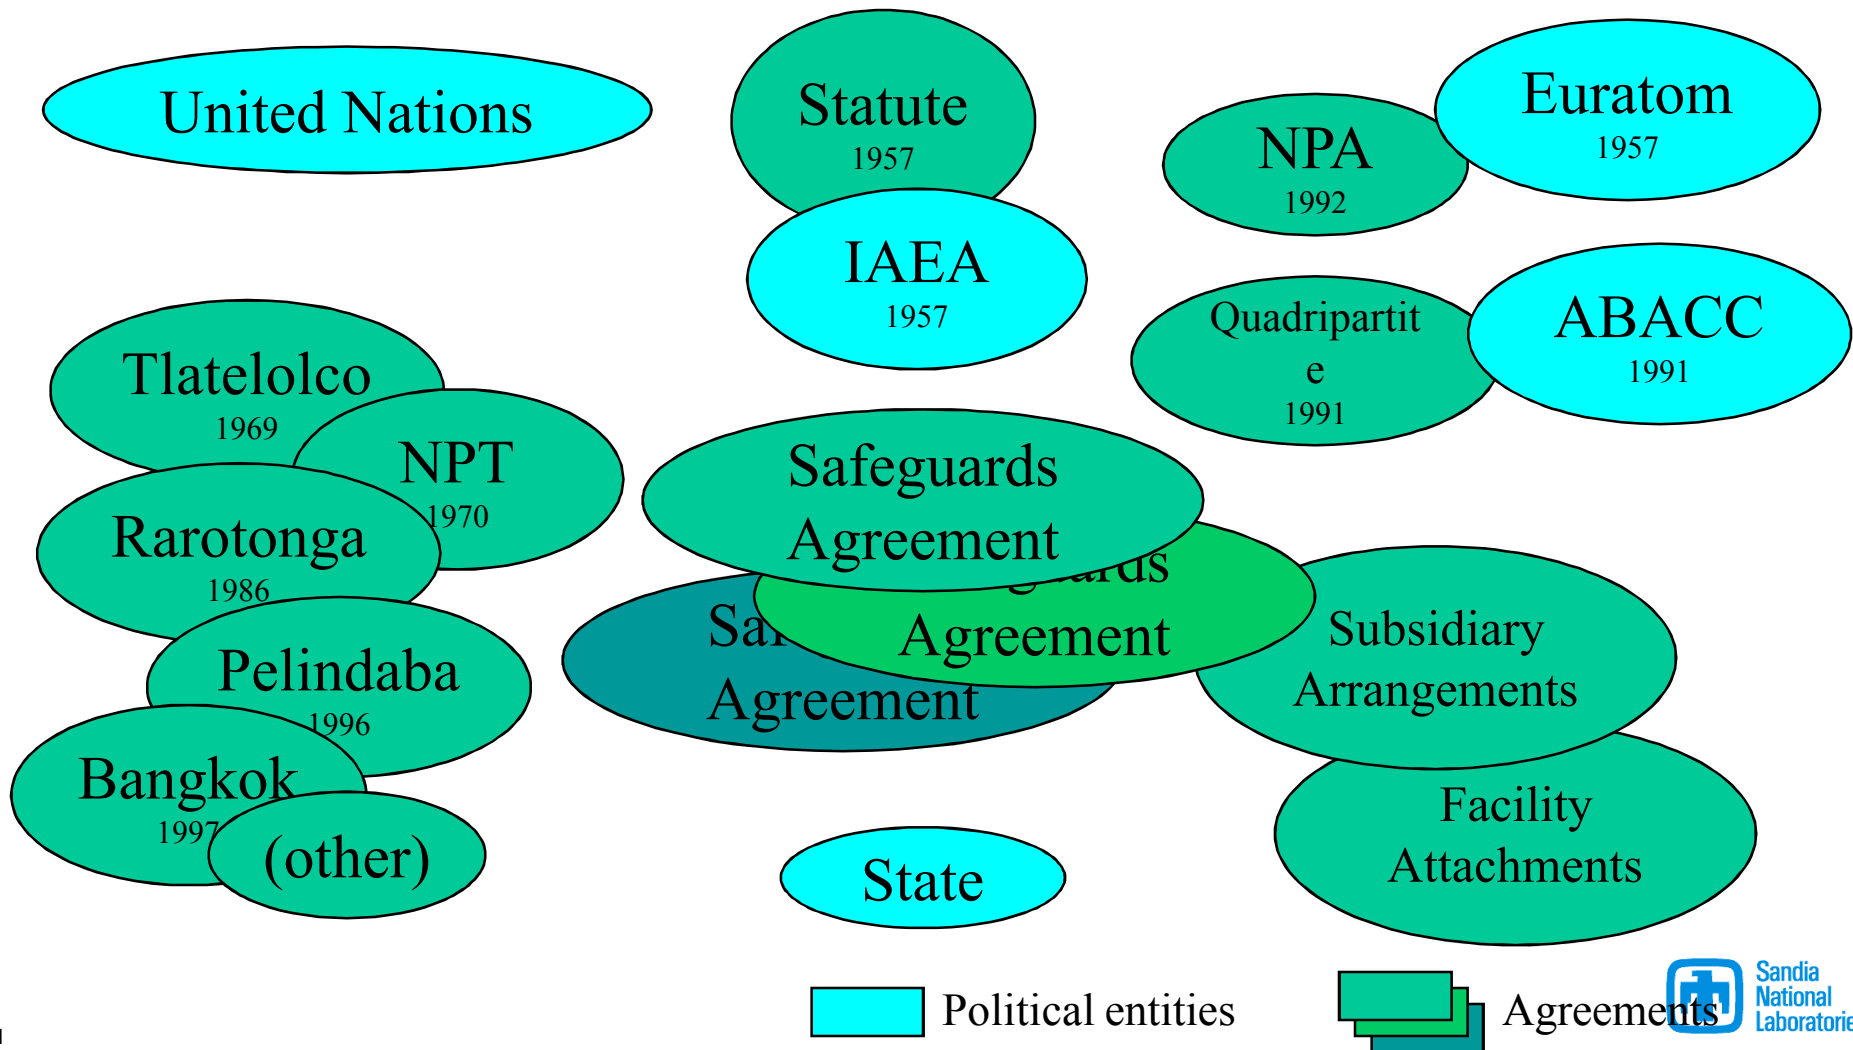 United Nations
Statute
1957
IAEA
1957
NPA
1992
Euratom
1957
Quadripartit
e
1991
ABACC
1991
Tlatelolco
1969
NPT
1970
Rarotonga
1986
Pelindaba
1996
Bangkok
1997
(other)
Safeguards
Agreement
Agreement
Agreement
Subsidiary
Arrangements
Facility
Attachments
State
Political entities
Agreements
Sandia
National
Laboratorie